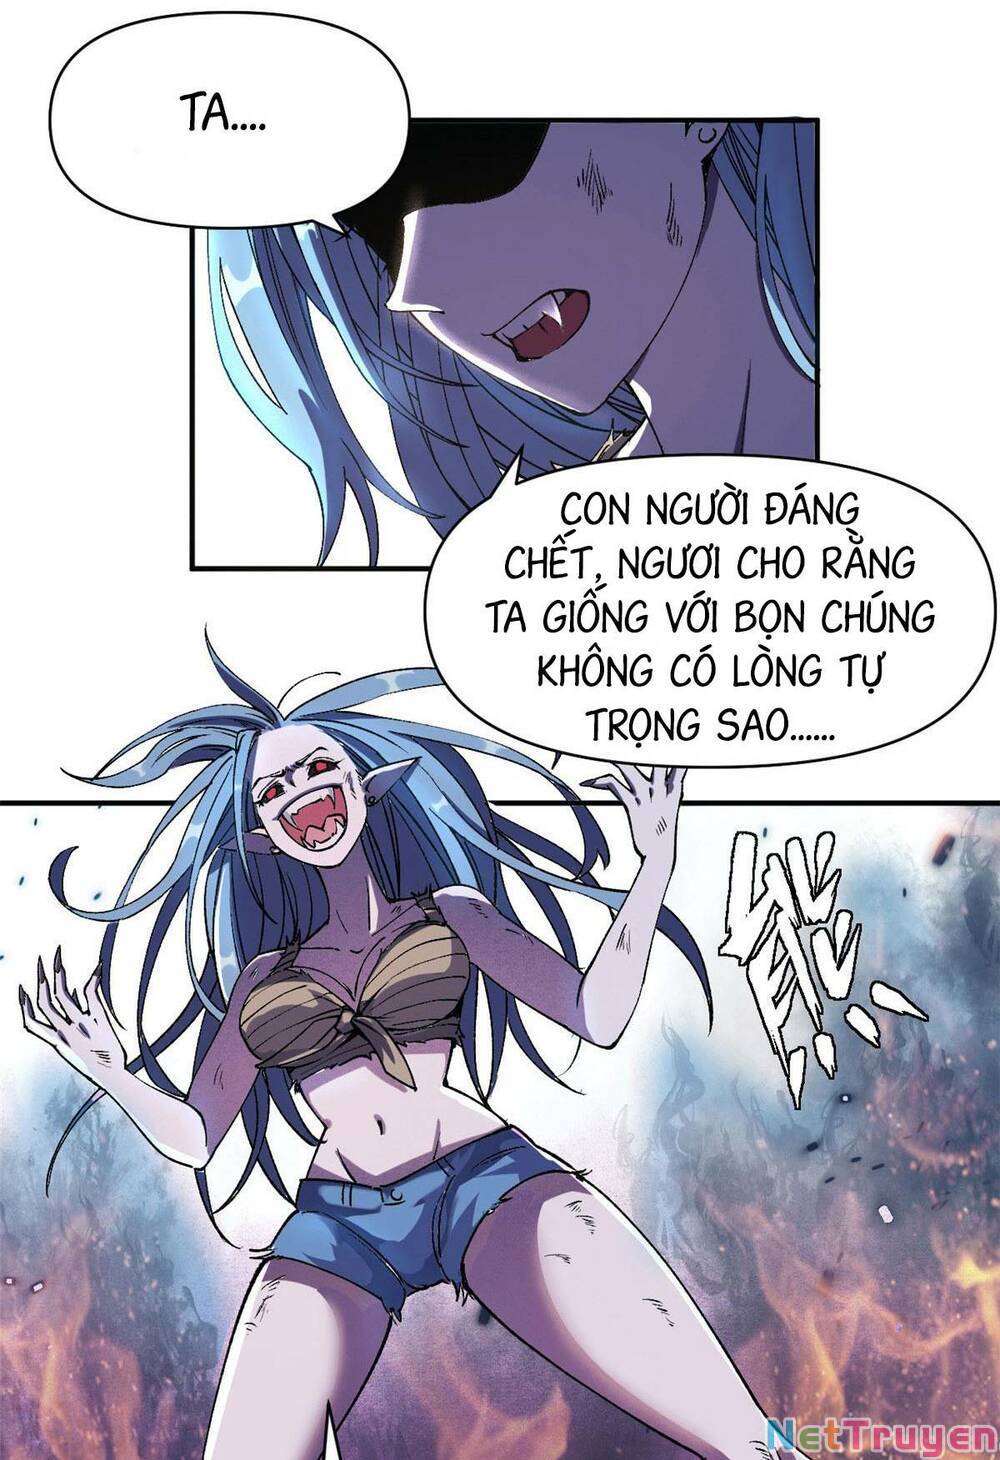 TA....
CON NGƯỜI ĐÁNG
CHẾT, NGƯƠI CHO RẰNG
TA GIỐNG VỚI BỌN CHÚNG
KHÔNG CÓ LÒNG TỰ
TRỌNG SAO......
NetTruyen